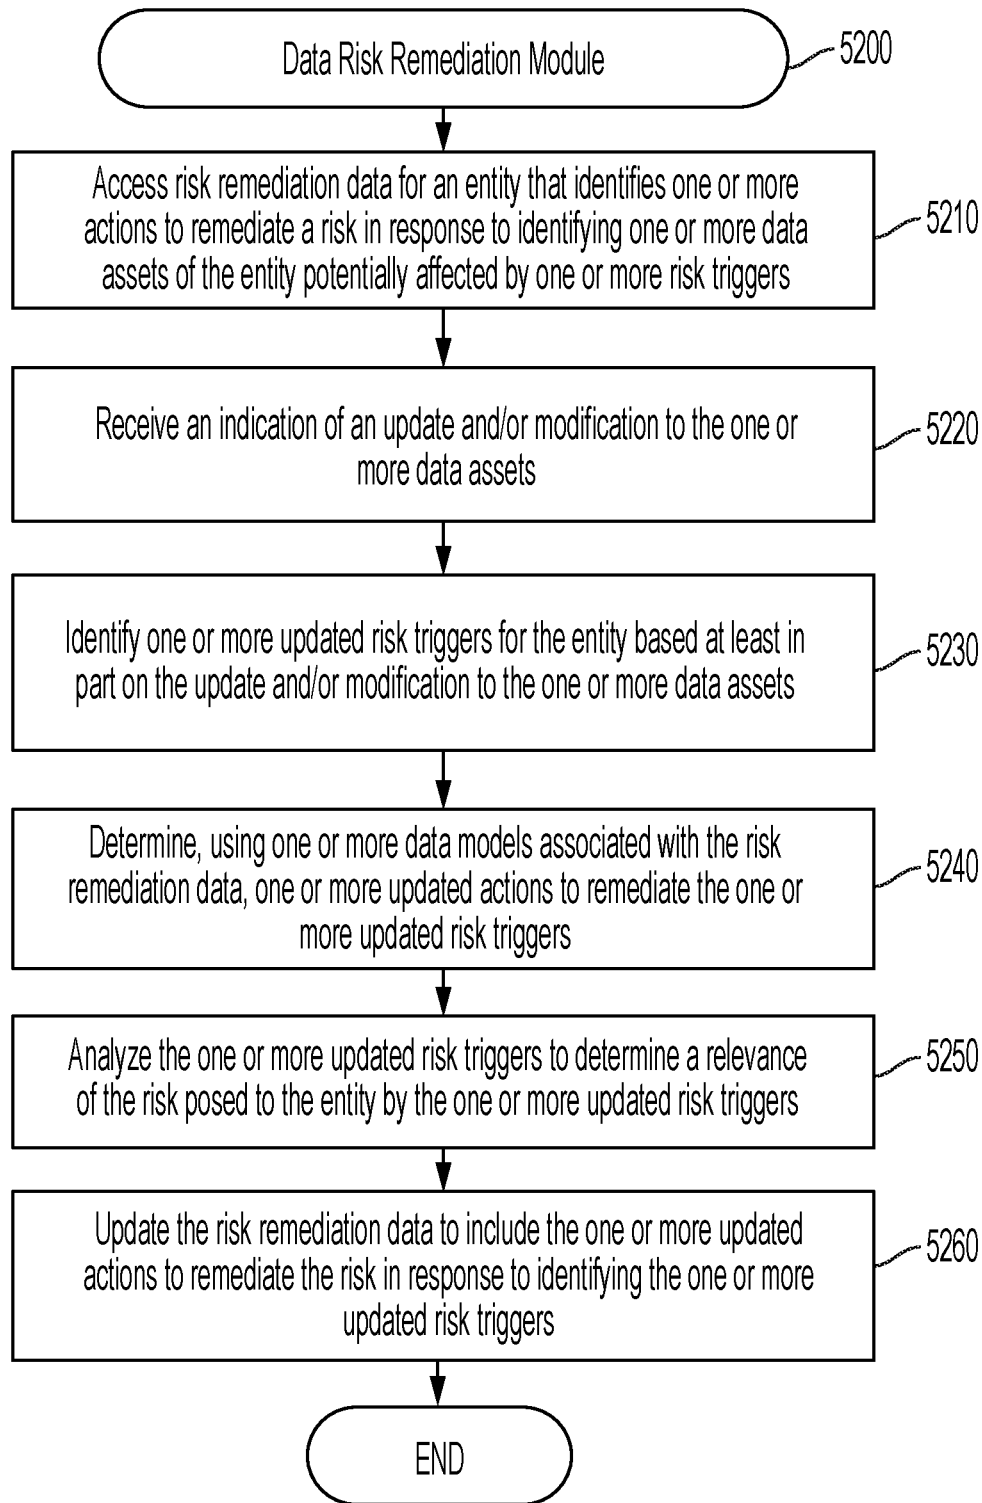 Data Risk Remediation Module
5200
Access risk remediation data for an entity that identifies one or more
actions to remediate a risk in response to identifying one or more data
assets of the entity potentially affected by one or more risk triggers
5210
Receive an indication of an update and/or modification to the one or
more data assets
5220
Identify one or more updated risk triggers for the entity based at least in
part on the update and/or modification to the one or more data assets
5230
Determine, using one or more data models associated with the risk
remediation data, one or more updated actions to remediate the one or
more updated risk triggers
5240
Analyze the one or more updated risk triggers to determine a relevance
of the risk posed to the entity by the one or more updated risk triggers
5250
Update the risk remediation data to include the one or more updated
actions to remediate the risk in response to identifying the one or more
updated risk triggers
5260
END